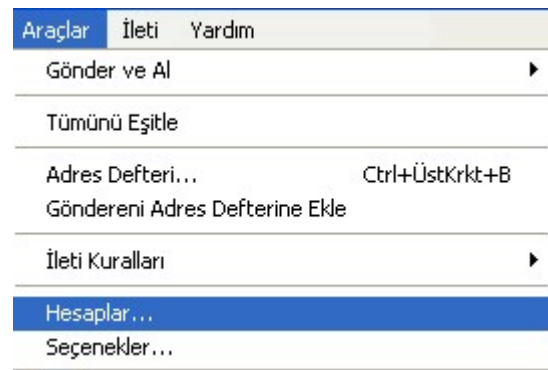 Araçlar İleti Yardım
Gönder ve Al
Tümünü Eşitle
Adres Defteri... Ctrl+ÜstKrkt+B
Göndereni Adres Defterine Ekle
İleti Kuralları
Hesaplar...
Seçenekler...